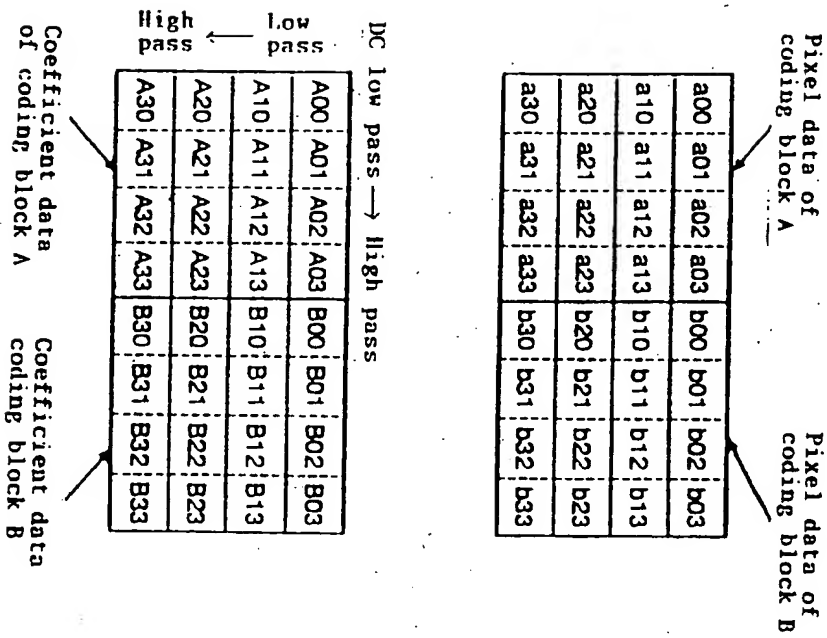 Pixel data of
coding block A
Pixel data of
coding block B
a00 a01 a02 a03 b00 b01 b02 b03
a10 a11 a12 a13 b10 b11 b12 b13
a20 a21 a22 a23 b20 b21 b22 b23
a30 a31 a32 a33 b30 b31 b32 b33
DC low pass → High pass
Low
pass
High
pass
A00 A01 A02 A03 B00 B01 B02 B03
A10 A11 A12 A13 B10 B11 B12 B13
A20 A21 A22 A23 B20 B21 B22 B23
A30 A31 A32 A33 B30 B31 B32 B33
Coefficient data
of coding block A
Coefficient data
coding block B